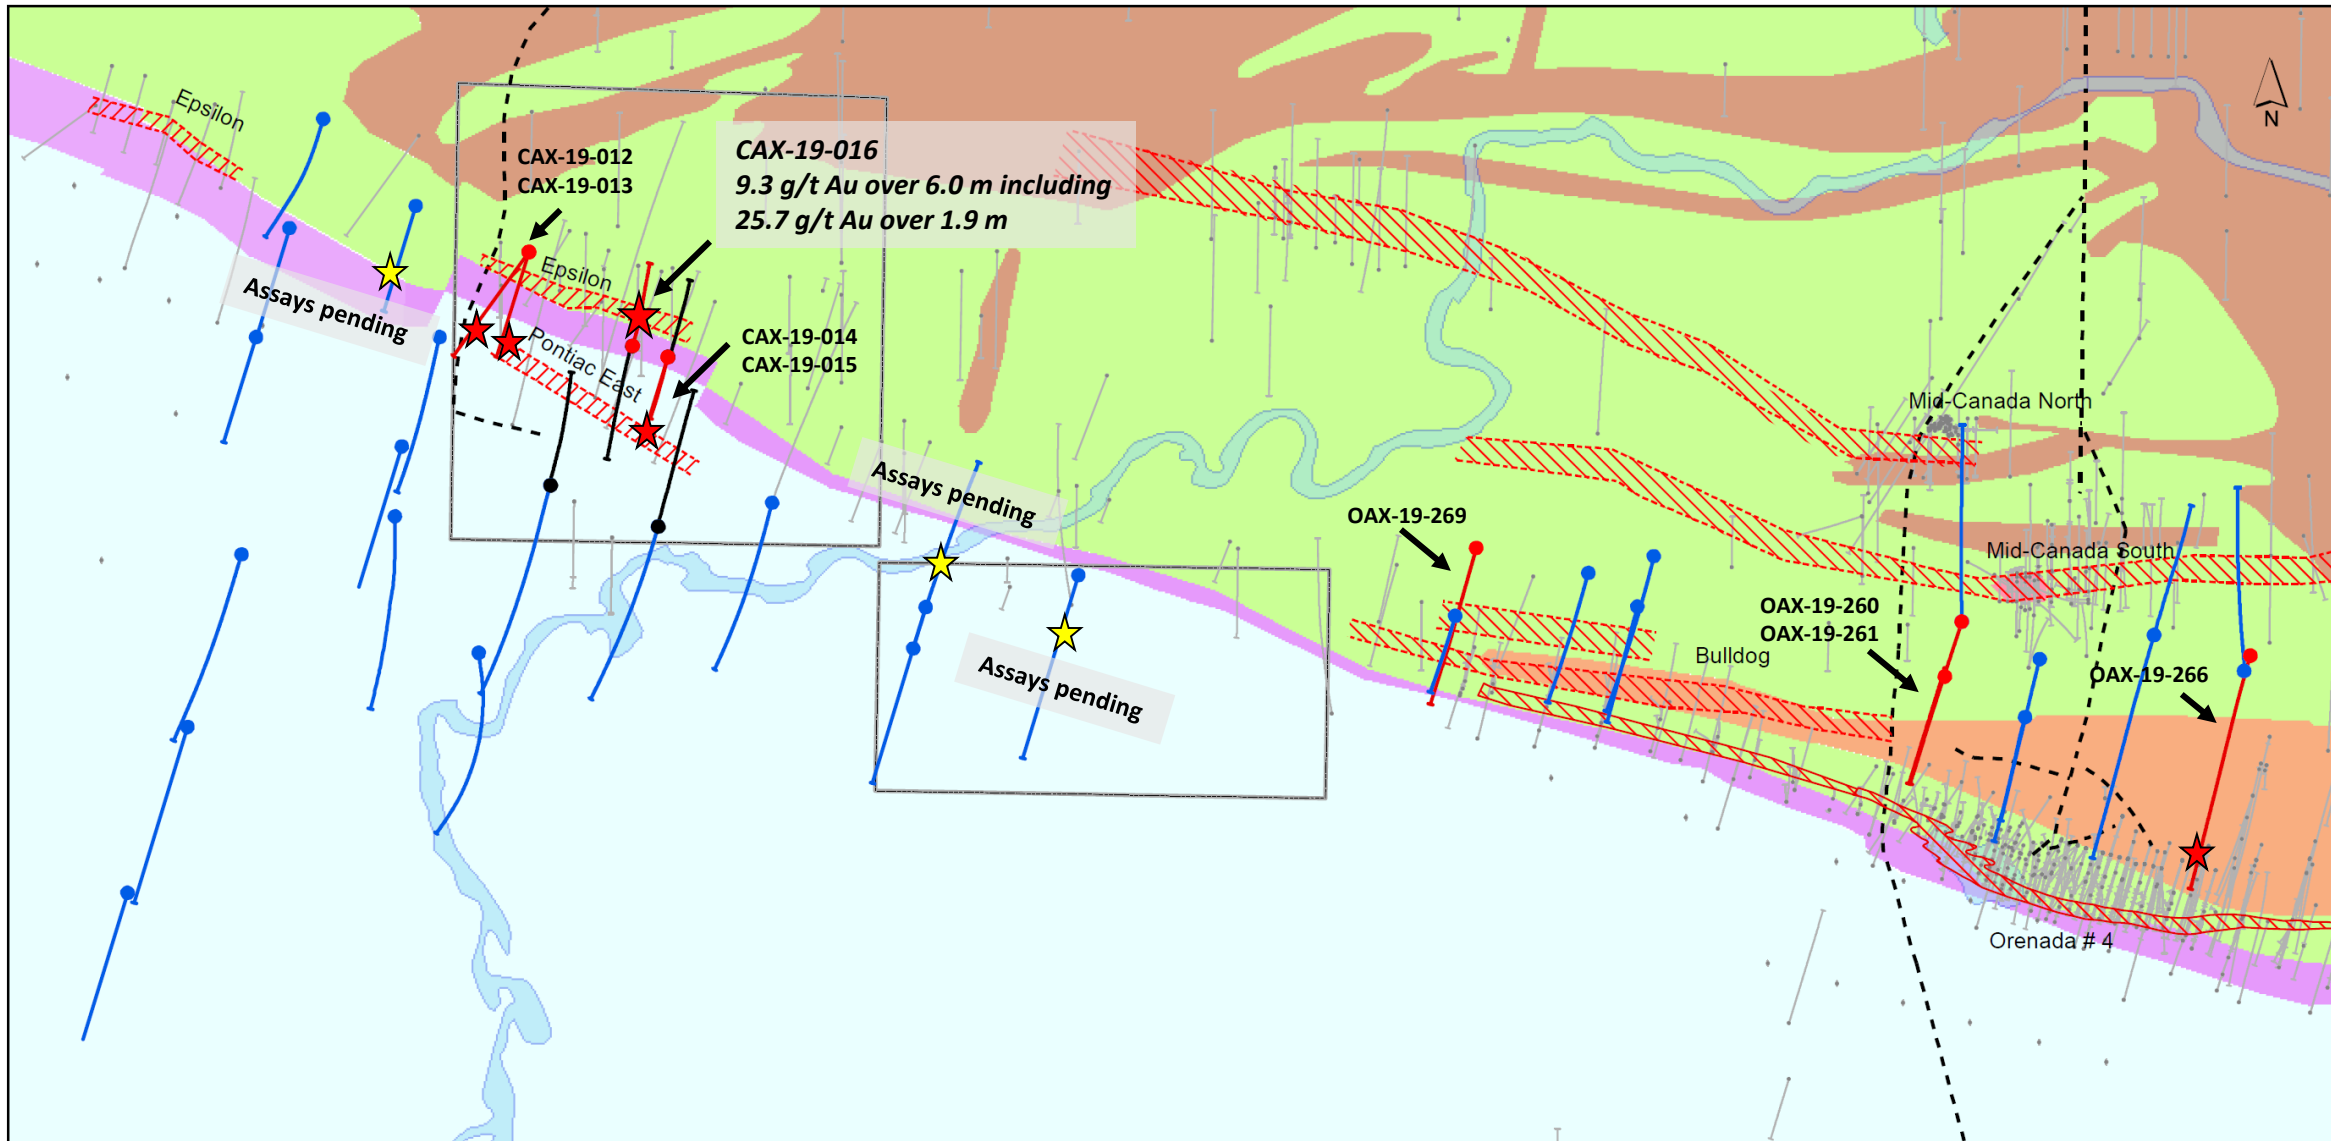 Epsilon
CAX-19-012
CAX-19-013
CAX-19-016
9.3 g/t Au over 6.0 m including
25.7 g/t Au over 1.9 m
N
Epsilon
Assays pending
Pontiac East
CAX-19-014
CAX-19-015
Mid-Canada North
Assays pending
OAX-19-269
Mid-Canada South
OAX-19-260
OAX-19-261
Bulldog
OAX-19-266
Assays pending
Orenada # 4